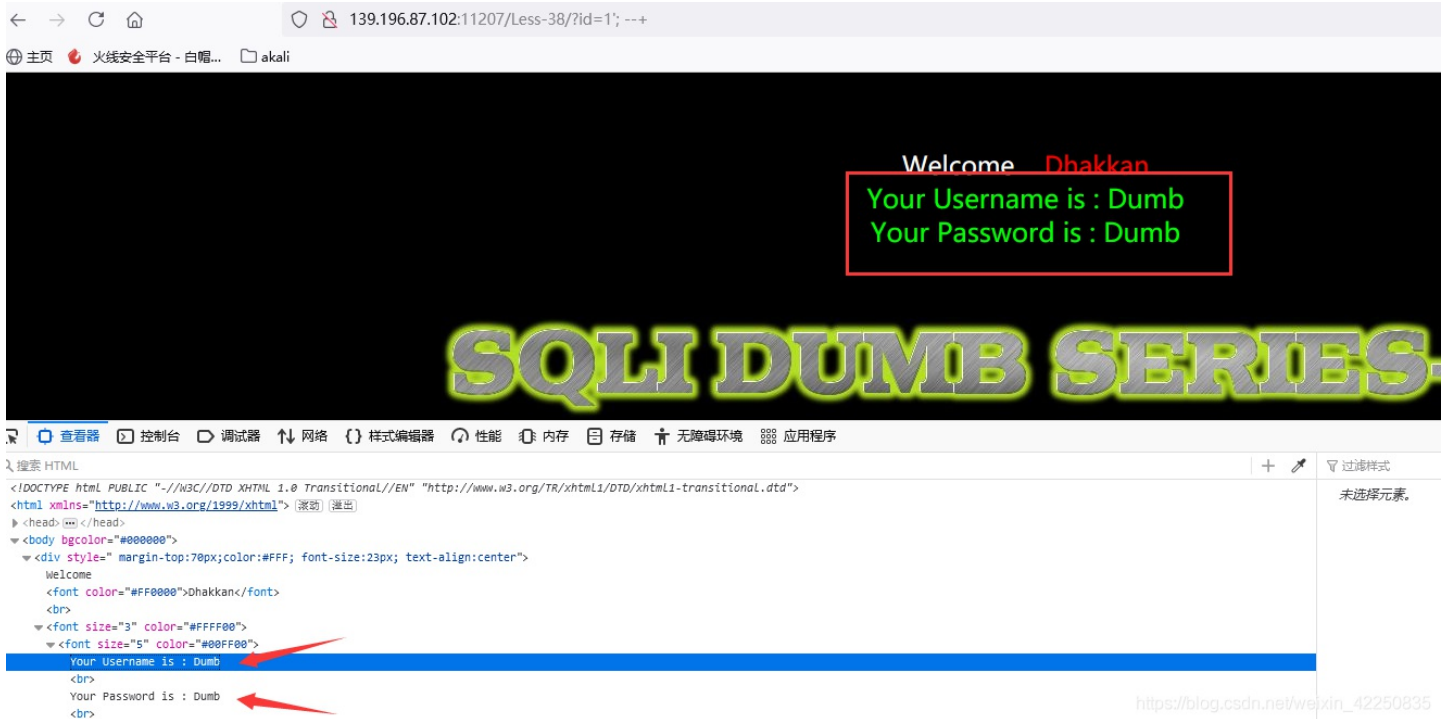 139.196.87.102:11207/Less-38/?id=1'; --+
主页 火线安全平台 - 白帽... akali
Welcome Dhakkan
Your Username is : Dumb
Your Password is : Dumb
SQLI DUMB SERIES-
查看器 控制台 调试器 网络 {} 样式编辑器 性能 内存 存储 无障碍环境 应用程序
搜索 HTML
过滤样式
<!DOCTYPE html PUBLIC "-//W3C//DTD XHTML 1.0 Transitional//EN" "http://www.w3.org/TR/xhtml1/DTD/xhtml1-transitional.dtd">
未选择元素。
<html xmlns="http://www.w3.org/1999/xhtml"> 滚动 溢出
<head> ••• </head>
<body bgcolor="#000000">
<div style=" margin-top:70px;color:#FFF; font-size:23px; text-align:center">
Welcome
<font color="#FF0000">Dhakkan</font>
<br>
<font size="3" color="#FFFF00">
<font size="5" color="#00FF00">
Your Username is : Dumb
<br>
Your Password is : Dumb
<br>
https://blog.csdn.net/weixin_42250835